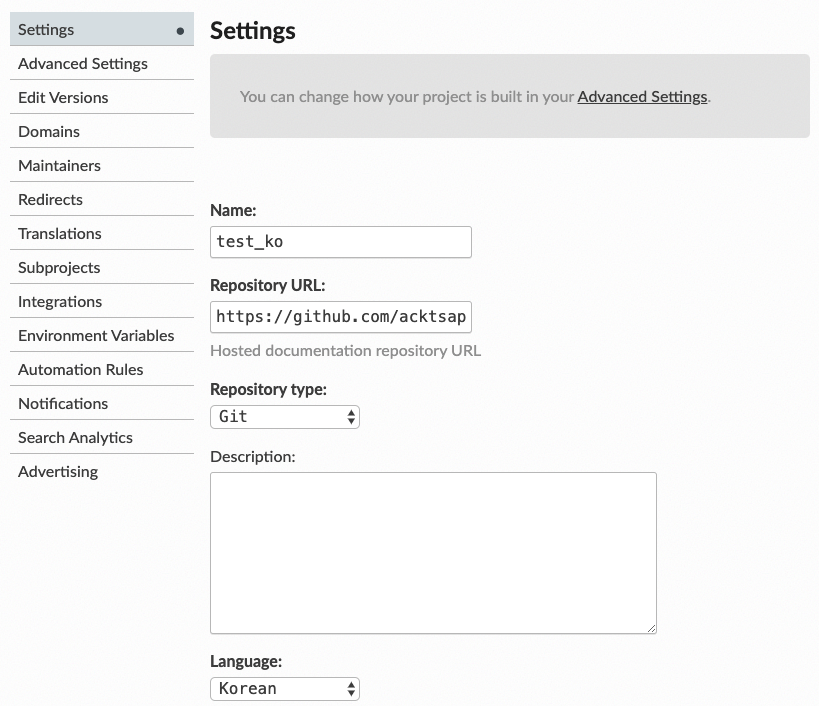 Settings
Advanced Settings
Edit Versions
Domains
Maintainers
Redirects
Translations
Subprojects
Integrations
Environment Variables
Automation Rules
Notifications
Search Analytics
Advertising
Settings
You can change how your project is built in your Advanced Settings.
Name:
test_ko
Repository URL:
https://github.com/acktsap
Hosted documentation repository URL
Repository type:
Git
Description:
Language:
Korean